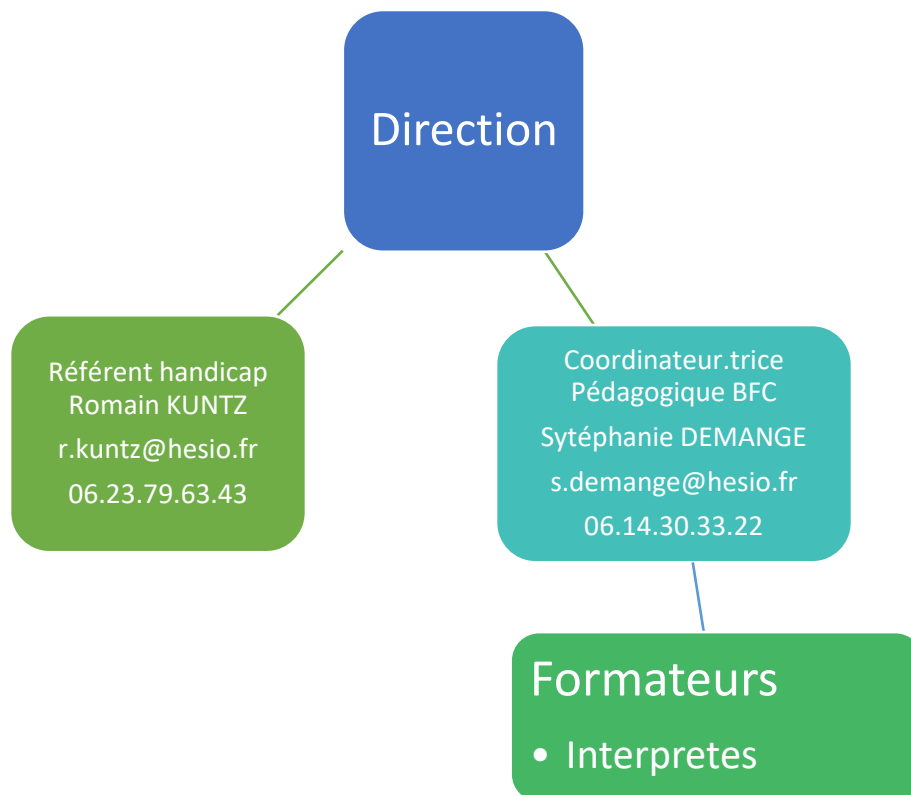 Direction
Référent handicap
Romain KUNTZ
r.kuntz@hesio.fr
06.23.79.63.43
Coordinateur.trice
Pédagogique BFC
Sytéphanie DEMANGE
s.demange@hesio.fr
06.14.30.33.22
Formateurs
• Interpretes